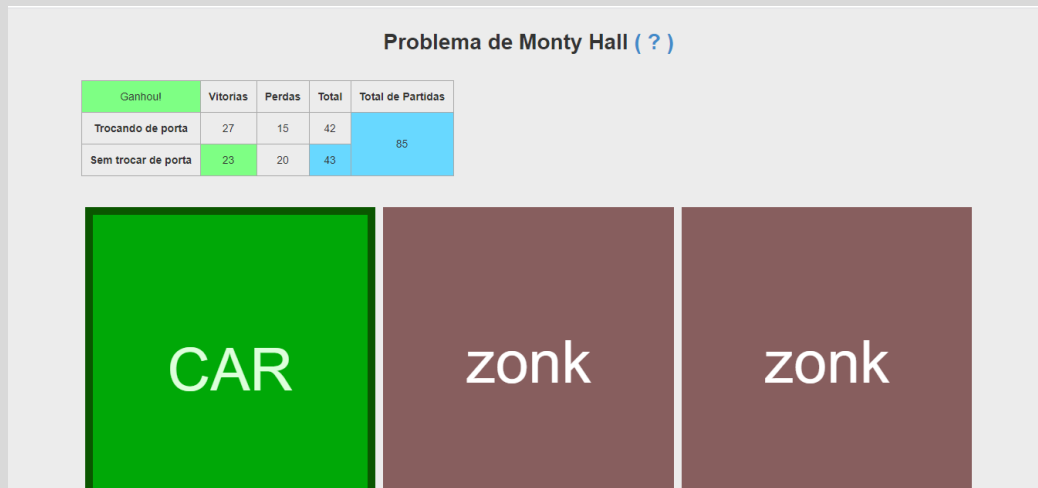 Problema de Monty Hall ( ? )
Ganhou! Vitorias Perdas Total Total de Partidas
Trocando de porta 27 15 42 85
Sem trocar de porta 23 20 43
CAR zonk zonk